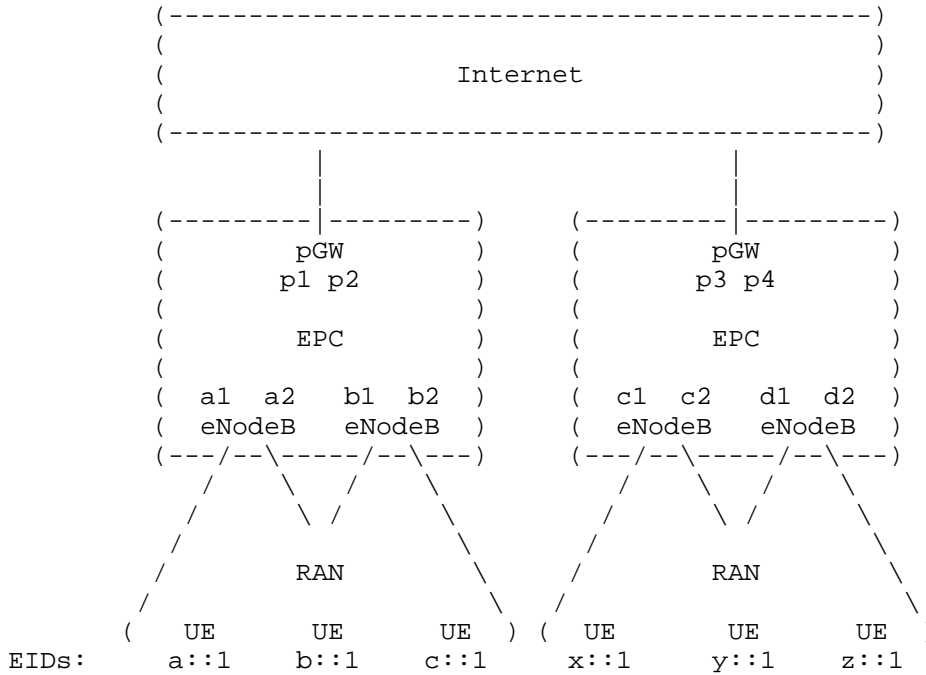 Internet
pGW pGW
p1 p2 p3 p4
EPC EPC
a1 a2 b1 b2 c1 c2 d1 d2
eNodeB eNodeB eNodeB eNodeB
RAN RAN
( UE UE UE ) ( UE UE UE )
EIDs: a::1 b::1 c::1 x::1 y::1 z::1